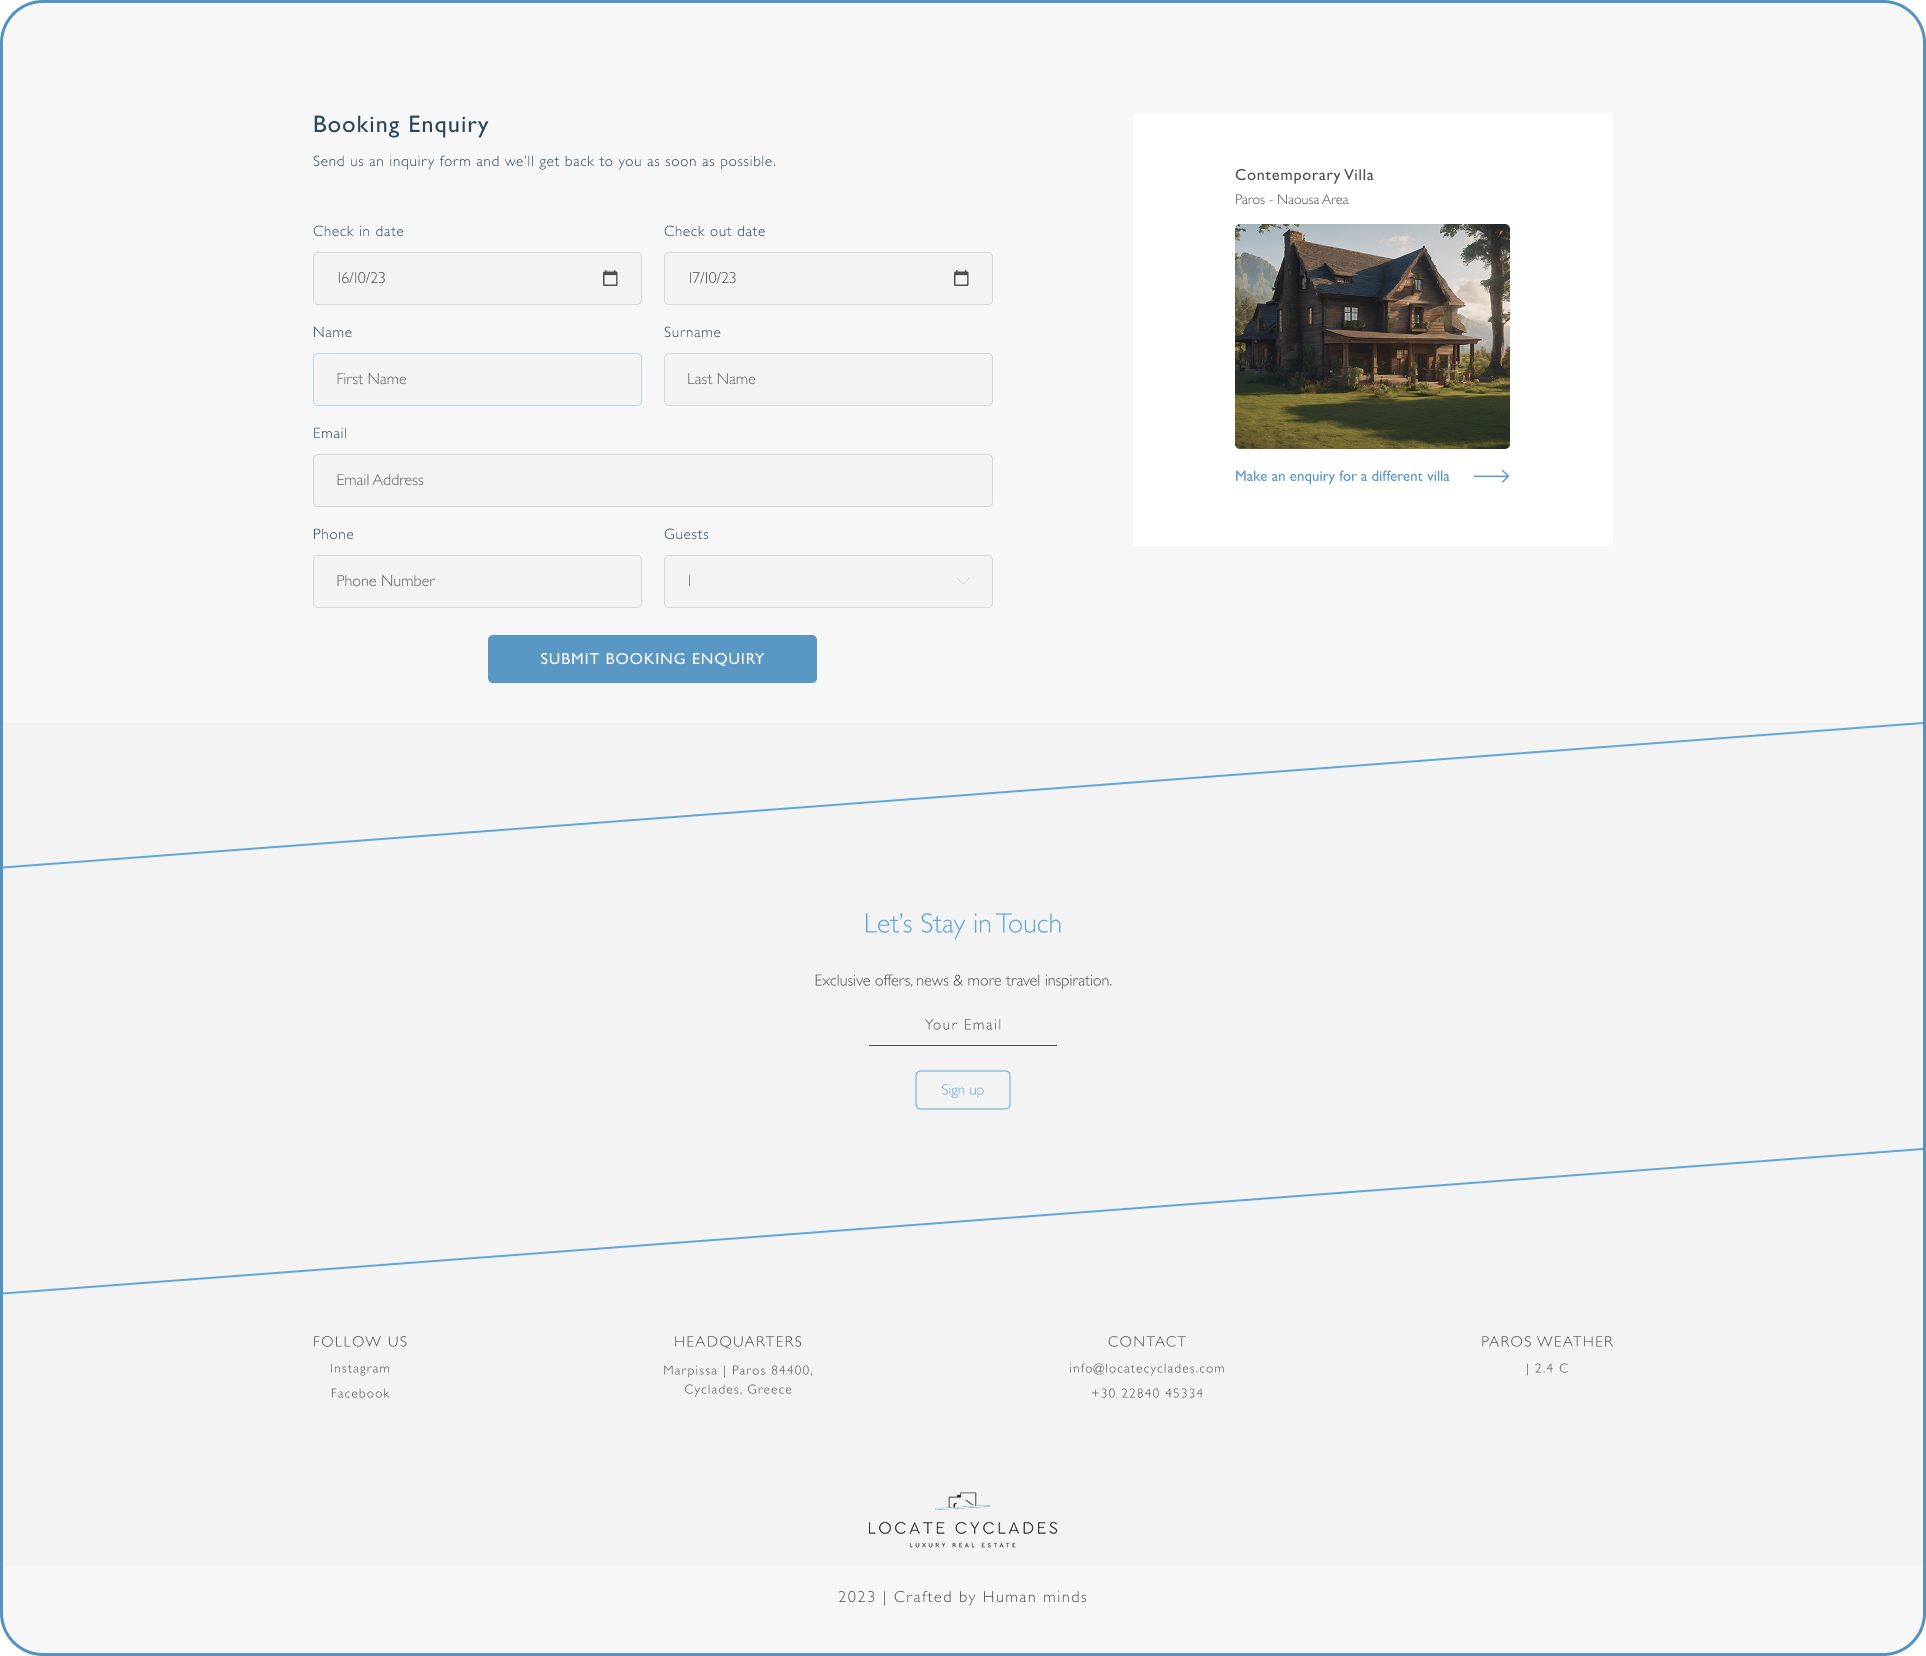 Booking Enquiry
Send us an inquiry form and we'll get back to you as soon as possible.
Check in date
Check out date
16/10/23
17/10/23
Name
Surname
First Name
Last Name
Email
Email Address
Phone
Guests
Phone Number
1
SUBMIT BOOKING ENQUIRY
Contemporary Villa
Paros - Naousa Area
Make an enquiry for a different villa
Let's Stay in Touch
Exclusive offers, news & more travel inspiration.
Your Email
Sign up
FOLLOW US
Instagram
Facebook
HEADQUARTERS
Marpissa | Paros 84400,
Cyclades, Greece
CONTACT
info@locatecyclades.com
+30 22840 45334
PAROS WEATHER
| 2.4 C
LOCATE CYCLADES
LUXURY REAL ESTATE
2023 | Crafted by Human minds